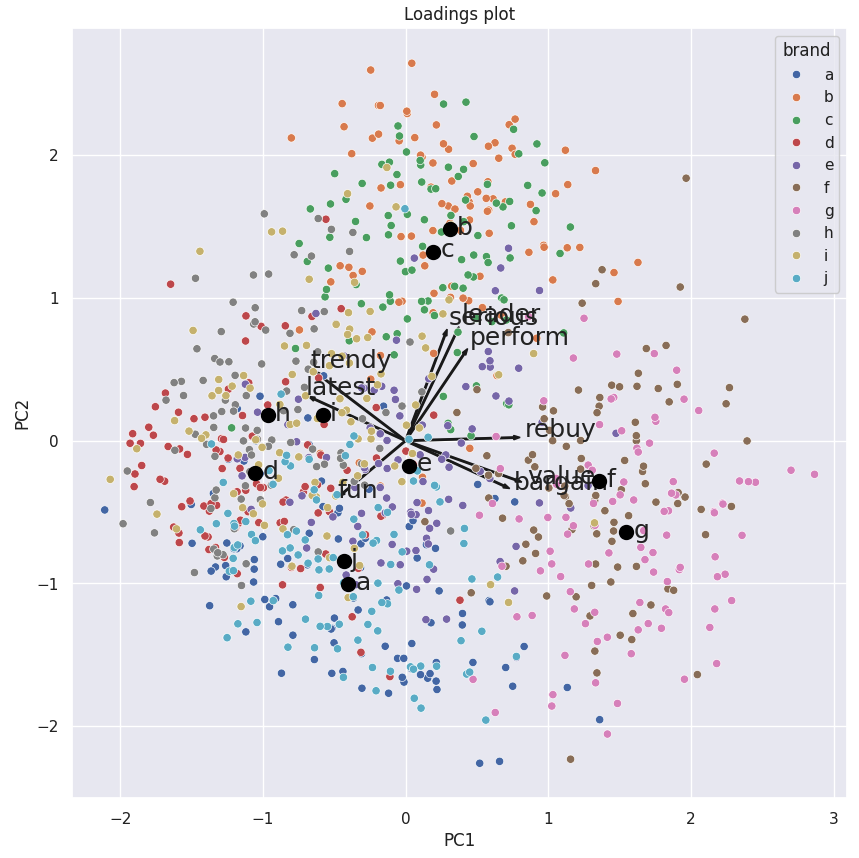 Loadings plot
brand
a
b
c
d
e
f
g
h
i
j
b
c
leader
serious
perform
trendy
latest
h
i
rebuy
e
d
value
f
bargain
fun
g
j
a
PC2
2
1
0
−1
−2
−2
−1
0
1
2
3
PC1